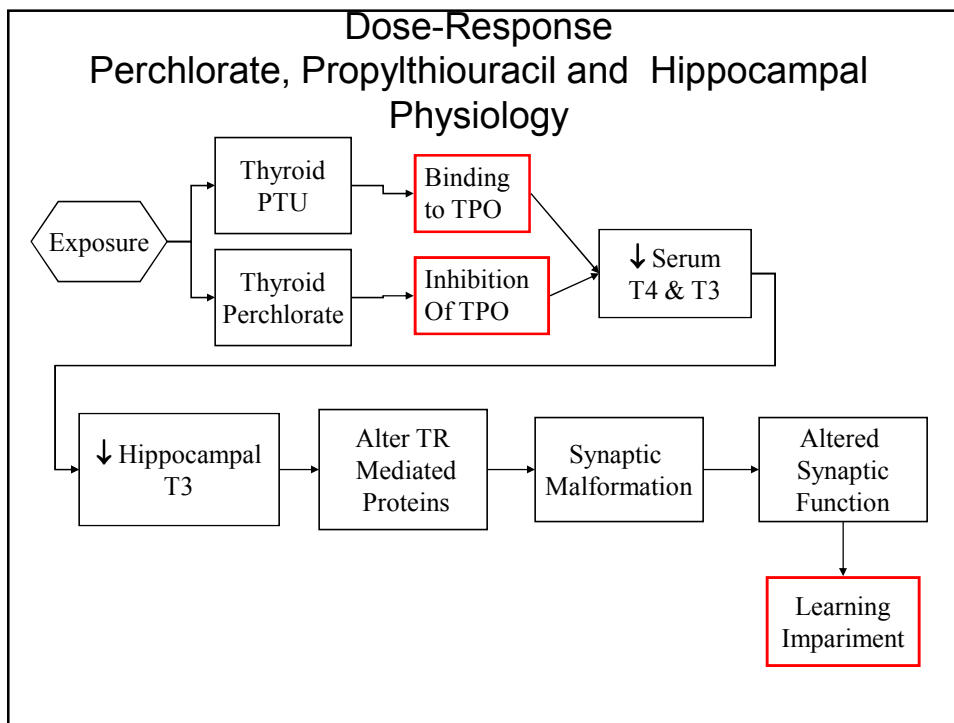 Dose-Response
Perchlorate, Propylthiouracil and Hippocampal
Physiology
Exposure
Thyroid
PTU
Binding
to TPO
Thyroid
Perchlorate
Inhibition
Of TPO
↓ Serum
T4 & T3
↓ Hippocampal
T3
Alter TR
Mediated
Proteins
Synaptic
Malformation
Altered
Synaptic
Function
Learning
Impariment